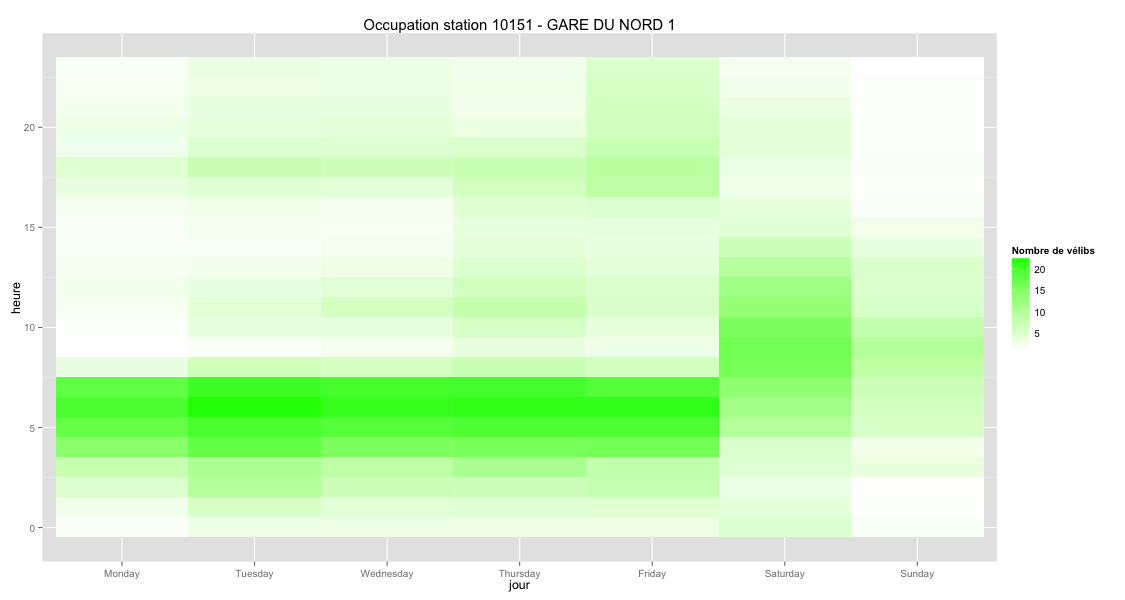 Occupation station 10151 - GARE DU NORD 1
20
15
10
5
0
heure
Monday Tuesday Wednesday Thursday Friday Saturday Sunday
jour
Nombre de vélibs
20
15
10
5